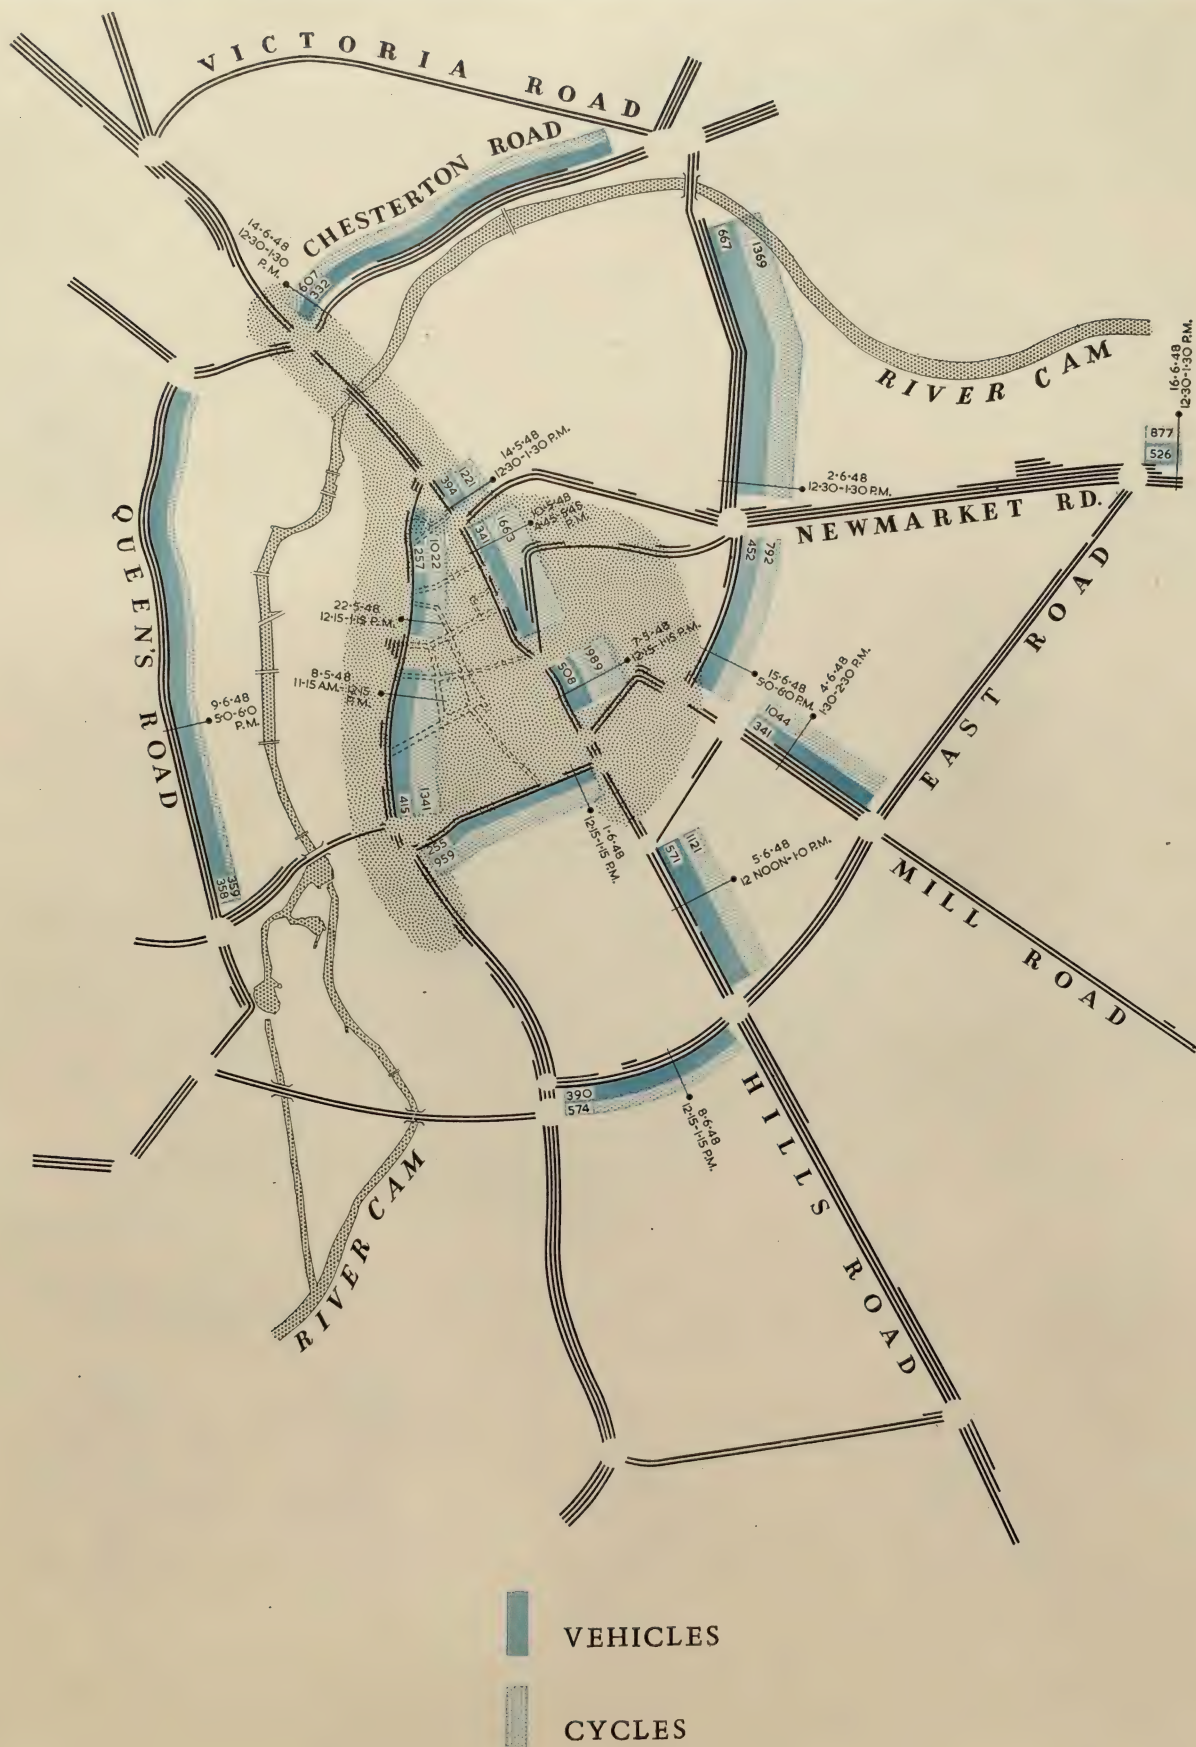 VICTORIA ROAD
CHESTERTON ROAD
14·6·48
12·30-1·30
P.M.
607
332
667
1369
RIVER CAM
16·6·48
12·30-1·30 P.M.
877
526
14·5·48
12·30-1·30 P.M.
1221
394
10·5·48
4·45-5·45
P.M.
663
341
2·6·48
12·30-1·30 P.M.
NEWMARKET RD.
QUEEN'S ROAD
1022
257
452
792
22·5·48
12·15-1·15 P.M.
7·5·48
12·15-1·15 P.M.
1989
508
8·5·48
11·15 AM.-12·15
P.M.
15·6·48
5·0-6·0 P.M.
4·6·48
1·30-2·30 P.M.
1044
341
EAST ROAD
9·6·48
5·0-6·0
P.M.
415
1341
959
1·6·48
12·15-1·15 P.M.
571
1121
5·6·48
12 NOON-1·0 P.M.
MILL ROAD
359
358
390
574
8·6·48
12·15-1·15 P.M.
HILLS ROAD
RIVER CAM
VEHICLES
CYCLES